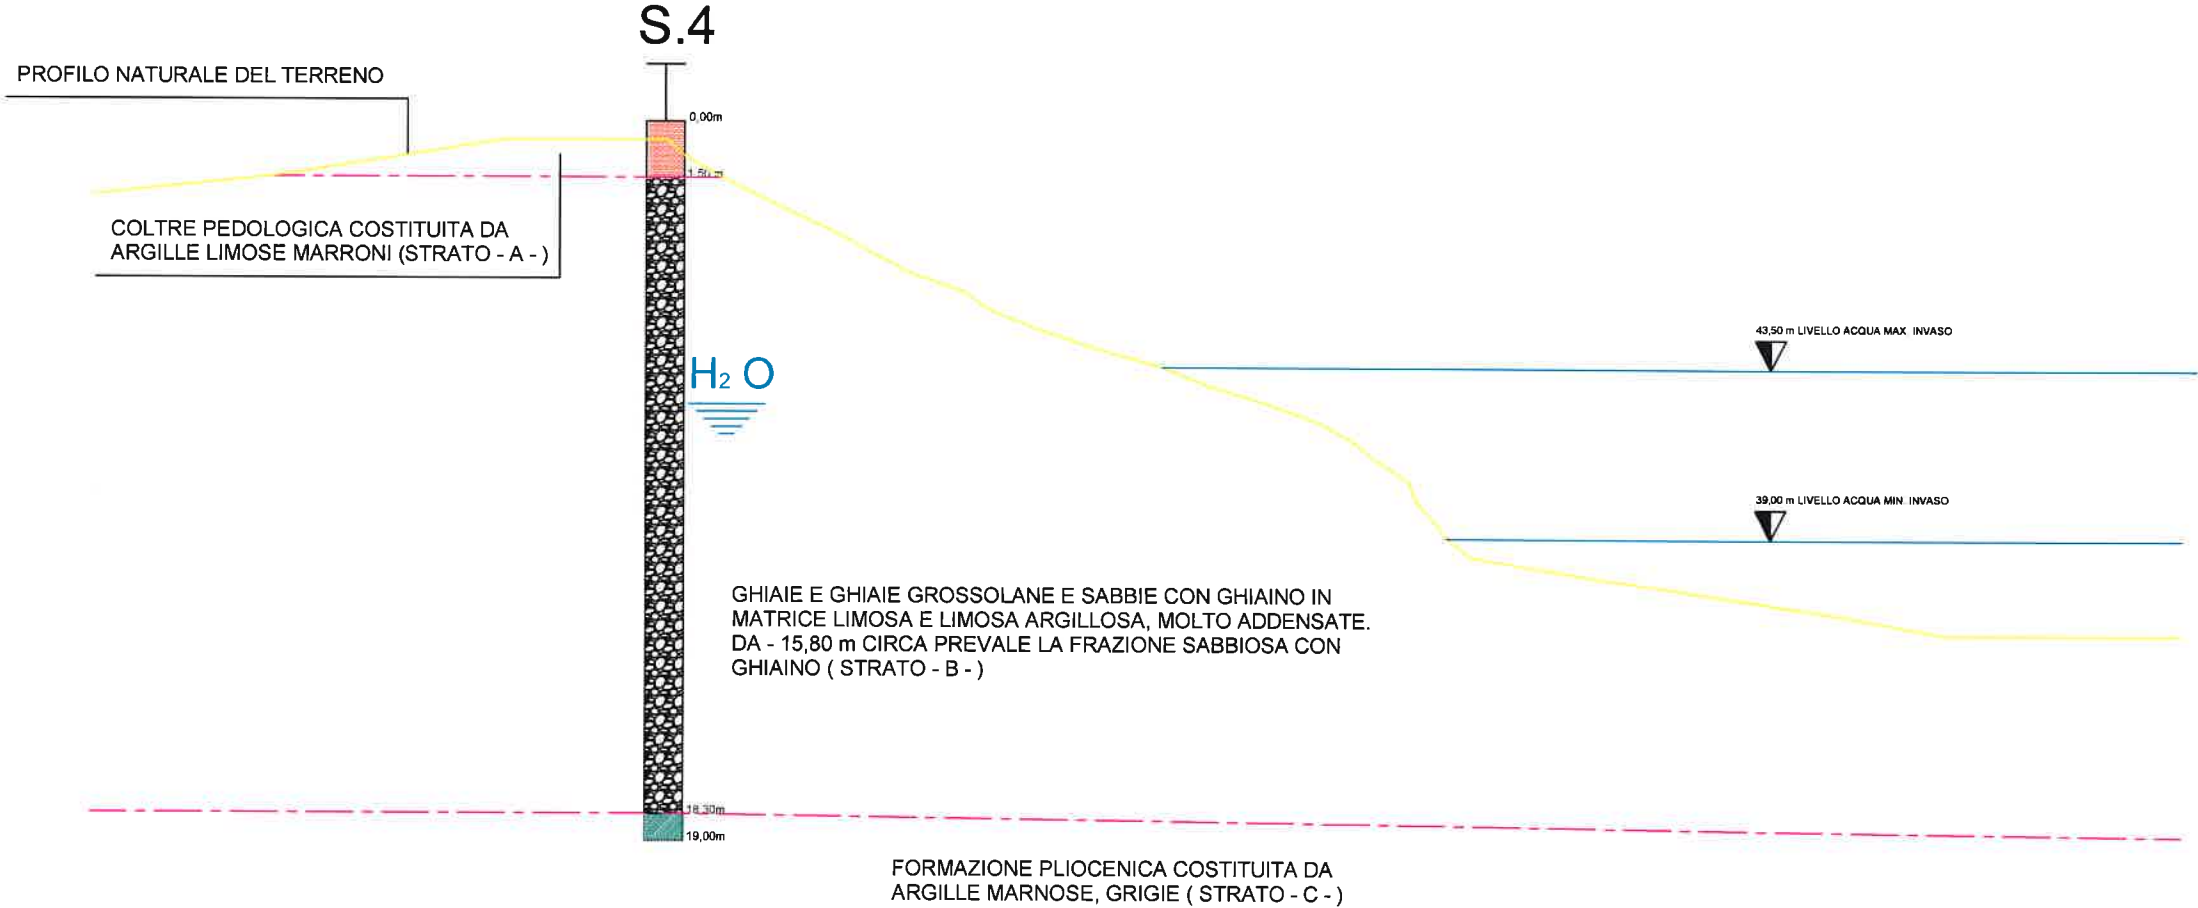 S.4
PROFILO NATURALE DEL TERRENO
0,00m
1,50 m
COLTRE PEDOLOGICA COSTITUITA DA
ARGILLE LIMOSE MARRONI (STRATO - A - )
43,50 m LIVELLO ACQUA MAX INVASO
H₂ O
39,00 m LIVELLO ACQUA MIN. INVASO
GHIAIE E GHIAIE GROSSOLANE E SABBIE CON GHIAINO IN
MATRICE LIMOSA E LIMOSA ARGILLOSA, MOLTO ADDENSATE.
DA - 15,80 m CIRCA PREVALE LA FRAZIONE SABBIOSA CON
GHIAINO ( STRATO - B - )
18,30m
19,00m
FORMAZIONE PLIOCENICA COSTITUITA DA
ARGILLE MARNOSE, GRIGIE ( STRATO - C - )